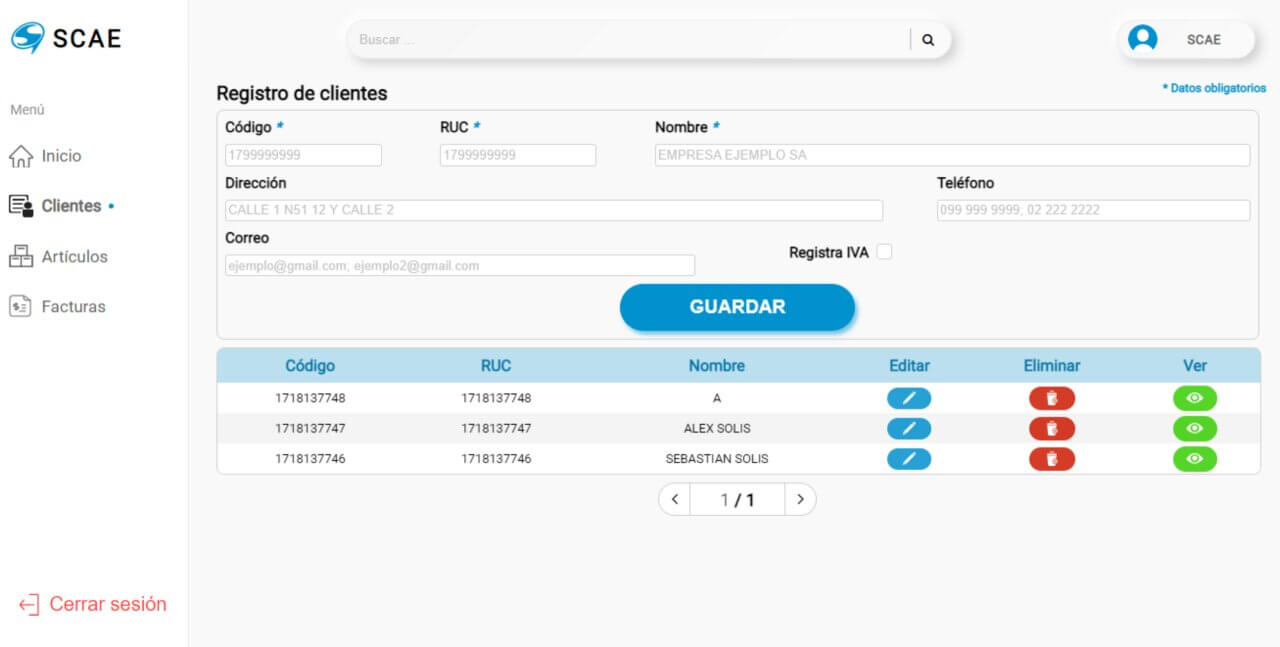 SCAE
Buscar ...
SCAE
Menú
Inicio
Clientes •
Artículos
Facturas
Cerrar sesión
Registro de clientes
* Datos obligatorios
Código * RUC * Nombre *
1799999999 1799999999 EMPRESA EJEMPLO SA
Dirección Teléfono
CALLE 1 N51 12 Y CALLE 2 099 999 9999; 02 222 2222
Correo
Registra IVA
ejemplo@gmail.com; ejemplo2@gmail.com
GUARDAR
Código RUC Nombre Editar Eliminar Ver
1718137748 1718137748 A
1718137747 1718137747 ALEX SOLIS
1718137746 1718137746 SEBASTIAN SOLIS
1 / 1